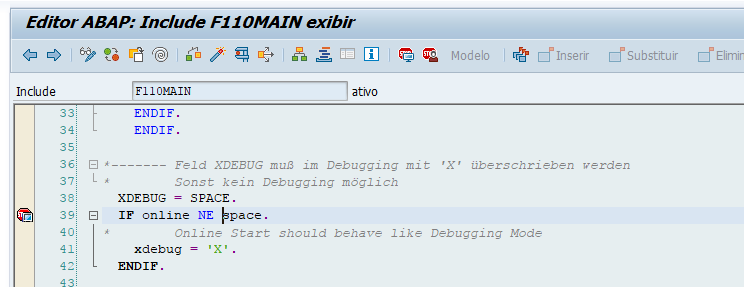 Editor ABAP: Include F110MAIN exibir
Modelo Inserir Substituir Elimin
Include F110MAIN ativo
33 ENDIF.
34 ENDIF.
35
36 *------- Feld XDEBUG muß im Debugging mit 'X' überschrieben werden
37 * Sonst kein Debugging möglich
38 XDEBUG = SPACE.
39 IF online NE space.
40 * Online Start should behave like Debugging Mode
41 xdebug = 'X'.
42 ENDIF.
43